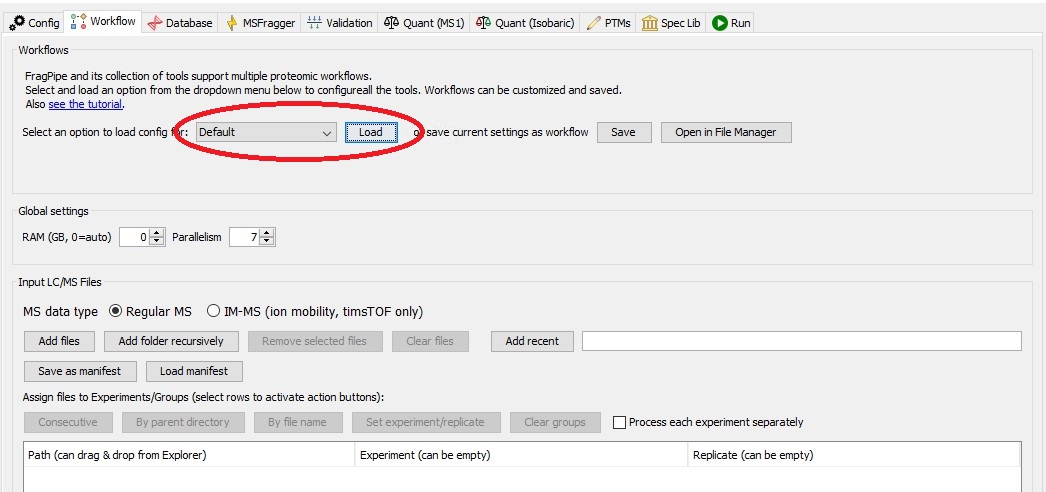 Config Workflow Database MSFragger Validation Quant (MS1) Quant (Isobaric) PTMs Spec Lib Run
Workflows
FragPipe and its collection of tools support multiple proteomic workflows.
Select and load an option from the dropdown menu below to configureall the tools. Workflows can be customized and saved.
Also see the tutorial.
Select an option to load config for: Default Load or save current settings as workflow Save Open in File Manager
Global settings
RAM (GB, 0=auto) 0 Parallelism 7
Input LC/MS Files
MS data type Regular MS IM-MS (ion mobility, timsTOF only)
Add files Add folder recursively Remove selected files Clear files Add recent
Save as manifest Load manifest
Assign files to Experiments/Groups (select rows to activate action buttons):
Consecutive By parent directory By file name Set experiment/replicate Clear groups Process each experiment separately
Path (can drag & drop from Explorer) Experiment (can be empty) Replicate (can be empty)